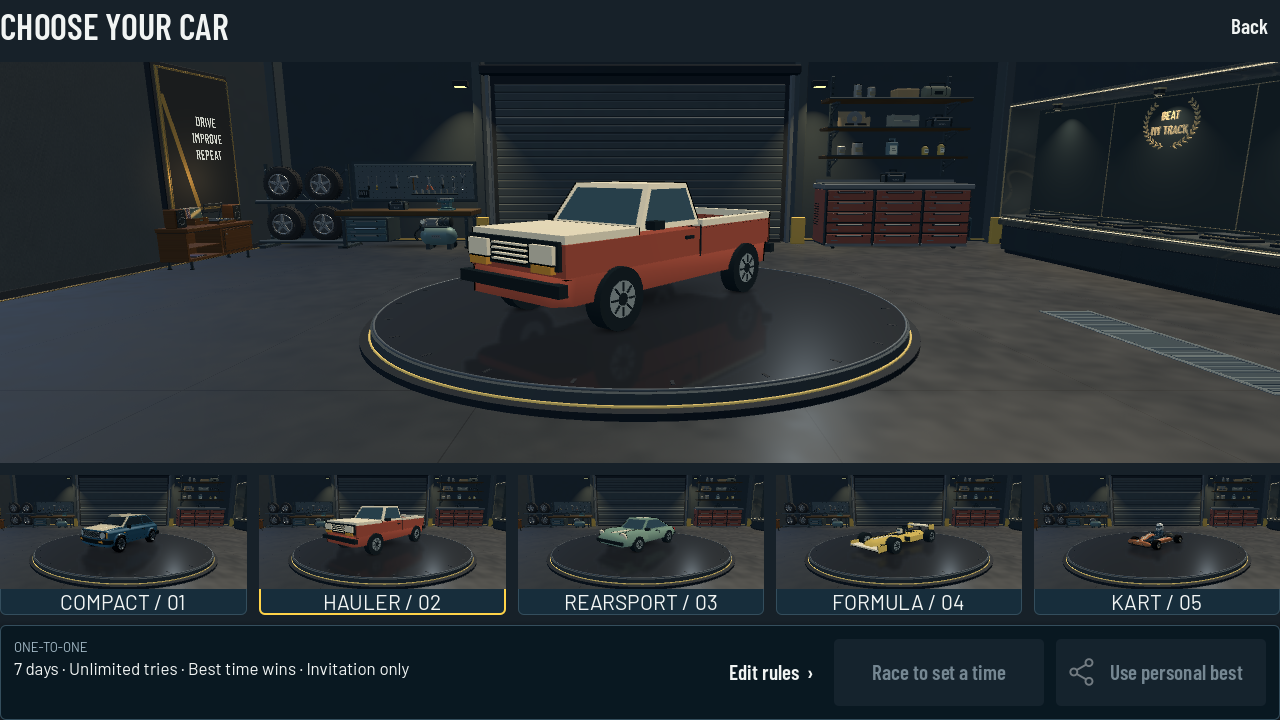 CHOOSE YOUR CAR
Back
DRIVE
IMPROVE
REPEAT
BEAT
MY TRACK
COMPACT / 01
HAULER / 02
REARSPORT / 03
FORMULA / 04
KART / 05
ONE-TO-ONE
7 days · Unlimited tries · Best time wins · Invitation only
Edit rules ›
Race to set a time
Use personal best